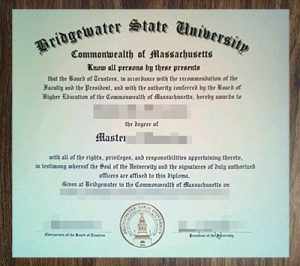 Bridgewater State University
Commonwealth of Massachusetts
Know all persons by these presents
that the Board of Trustees, in accordance with the recommendation of the
Faculty and the President, and with the authority conferred by the Board of
Higher Education of the Commonwealth of Massachusetts, hereby awards to
the degree of
Master
with all of the rights, privileges, and responsibilities appertaining thereto,
in testimony whereof the Seal of the University and the signatures of duly authorized
officers are affixed to this diploma.
Given at Bridgewater in the Commonwealth of Massachusetts on
Chairperson of the Board of Trustees
President of the University